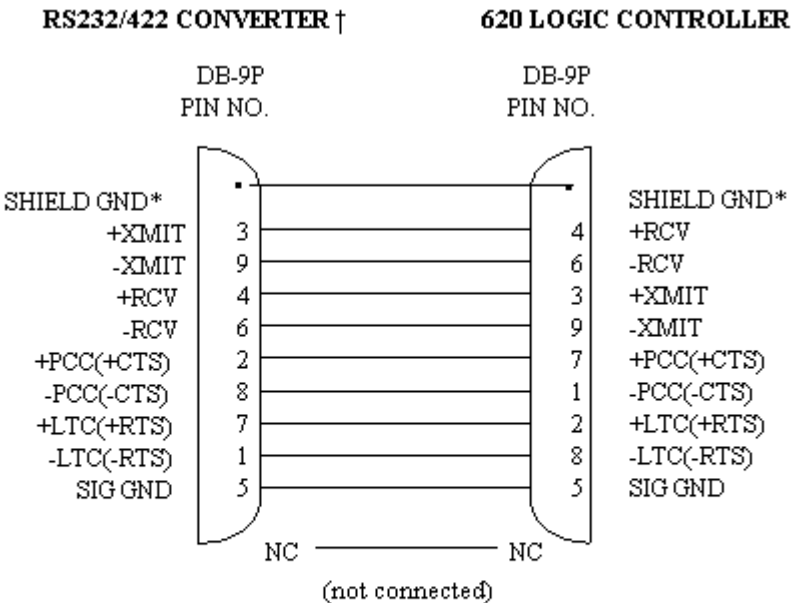 RS232/422 CONVERTER † 620 LOGIC CONTROLLER
DB-9P DB-9P
PIN NO. PIN NO.
SHIELD GND* SHIELD GND*
+XMIT 3 4 +RCV
-XMIT 9 6 -RCV
+RCV 4 3 +XMIT
-RCV 6 9 -XMIT
+PCC(+CTS) 2 7 +PCC(+CTS)
-PCC(-CTS) 8 1 -PCC(-CTS)
+LTC(+RTS) 7 2 +LTC(+RTS)
-LTC(-RTS) 1 8 -LTC(-RTS)
SIG GND 5 5 SIG GND
NC NC
(not connected)